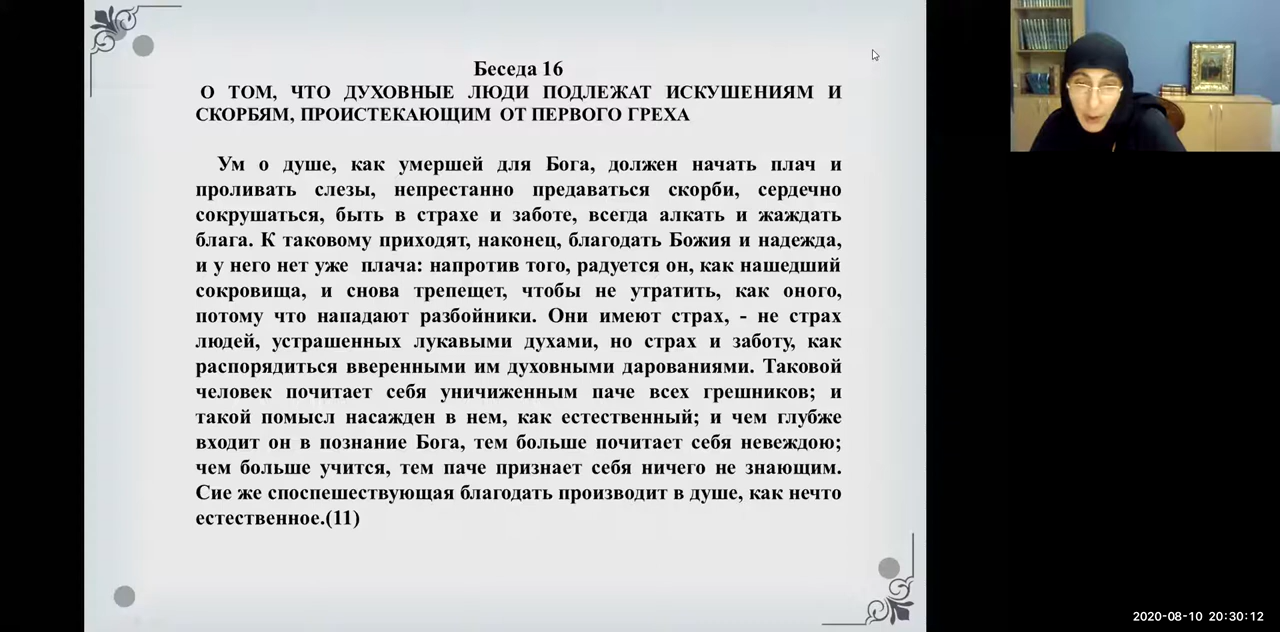 Беседа 16
О ТОМ, ЧТО ДУХОВНЫЕ ЛЮДИ ПОДЛЕЖАТ ИСКУШЕНИЯМ И
СКОРБЯМ, ПРОИСТЕКАЮЩИМ ОТ ПЕРВОГО ГРЕХА
Ум о душе, как умершей для Бога, должен начать плач и
проливать слезы, непрестанно предаваться скорби, сердечно
сокрушаться, быть в страхе и заботе, всегда алкать и жаждать
блага. К таковому приходят, наконец, благодать Божия и надежда,
и у него нет уже плача: напротив того, радуется он, как нашедший
сокровища, и снова трепещет, чтобы не утратить, как оного,
потому что нападают разбойники. Они имеют страх, - не страх
людей, устрашенных лукавыми духами, но страх и заботу, как
распорядиться вверенными им духовными дарованиями. Таковой
человек почитает себя уничиженным паче всех грешников; и
такой помысл насажден в нем, как естественный; и чем глубже
входит он в познание Бога, тем больше почитает себя невеждою;
чем больше учится, тем паче признает себя ничего не знающим.
Сие же споспешествующая благодать производит в душе, как нечто
естественное.(11)
2020-08-10 20:30:12